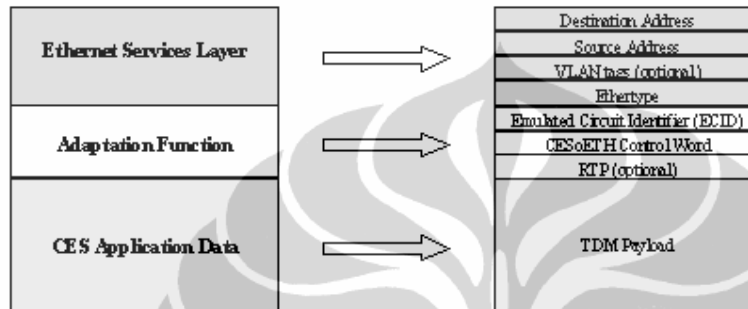 Ethernet Services Layer
Adaptation Function
CES Application Data
Destination Address
Source Address
VLAN tags (optional)
Ethertype
Emulated Circuit Identifier (ECID)
CESoETH Control Word
RTP (optional)
TDM Payload